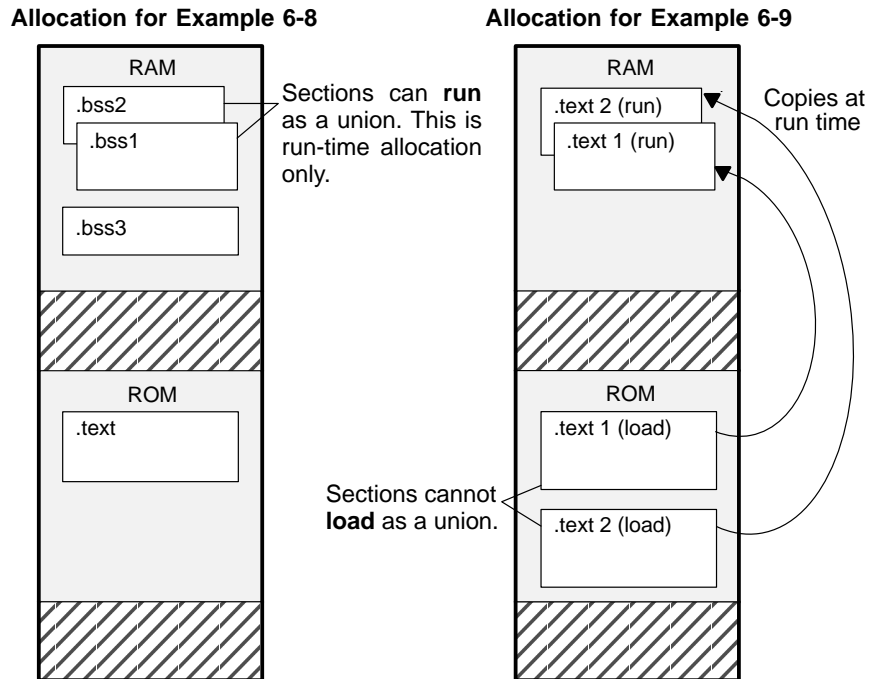 Allocation for Example 6-8
RAM
.bss2
.bss1
.bss3
Sections can run
as a union. This is
run-time allocation
only.
ROM
.text
Allocation for Example 6-9
RAM
.text 2 (run)
.text 1 (run)
Copies at
run time
ROM
.text 1 (load)
.text 2 (load)
Sections cannot
load as a union.